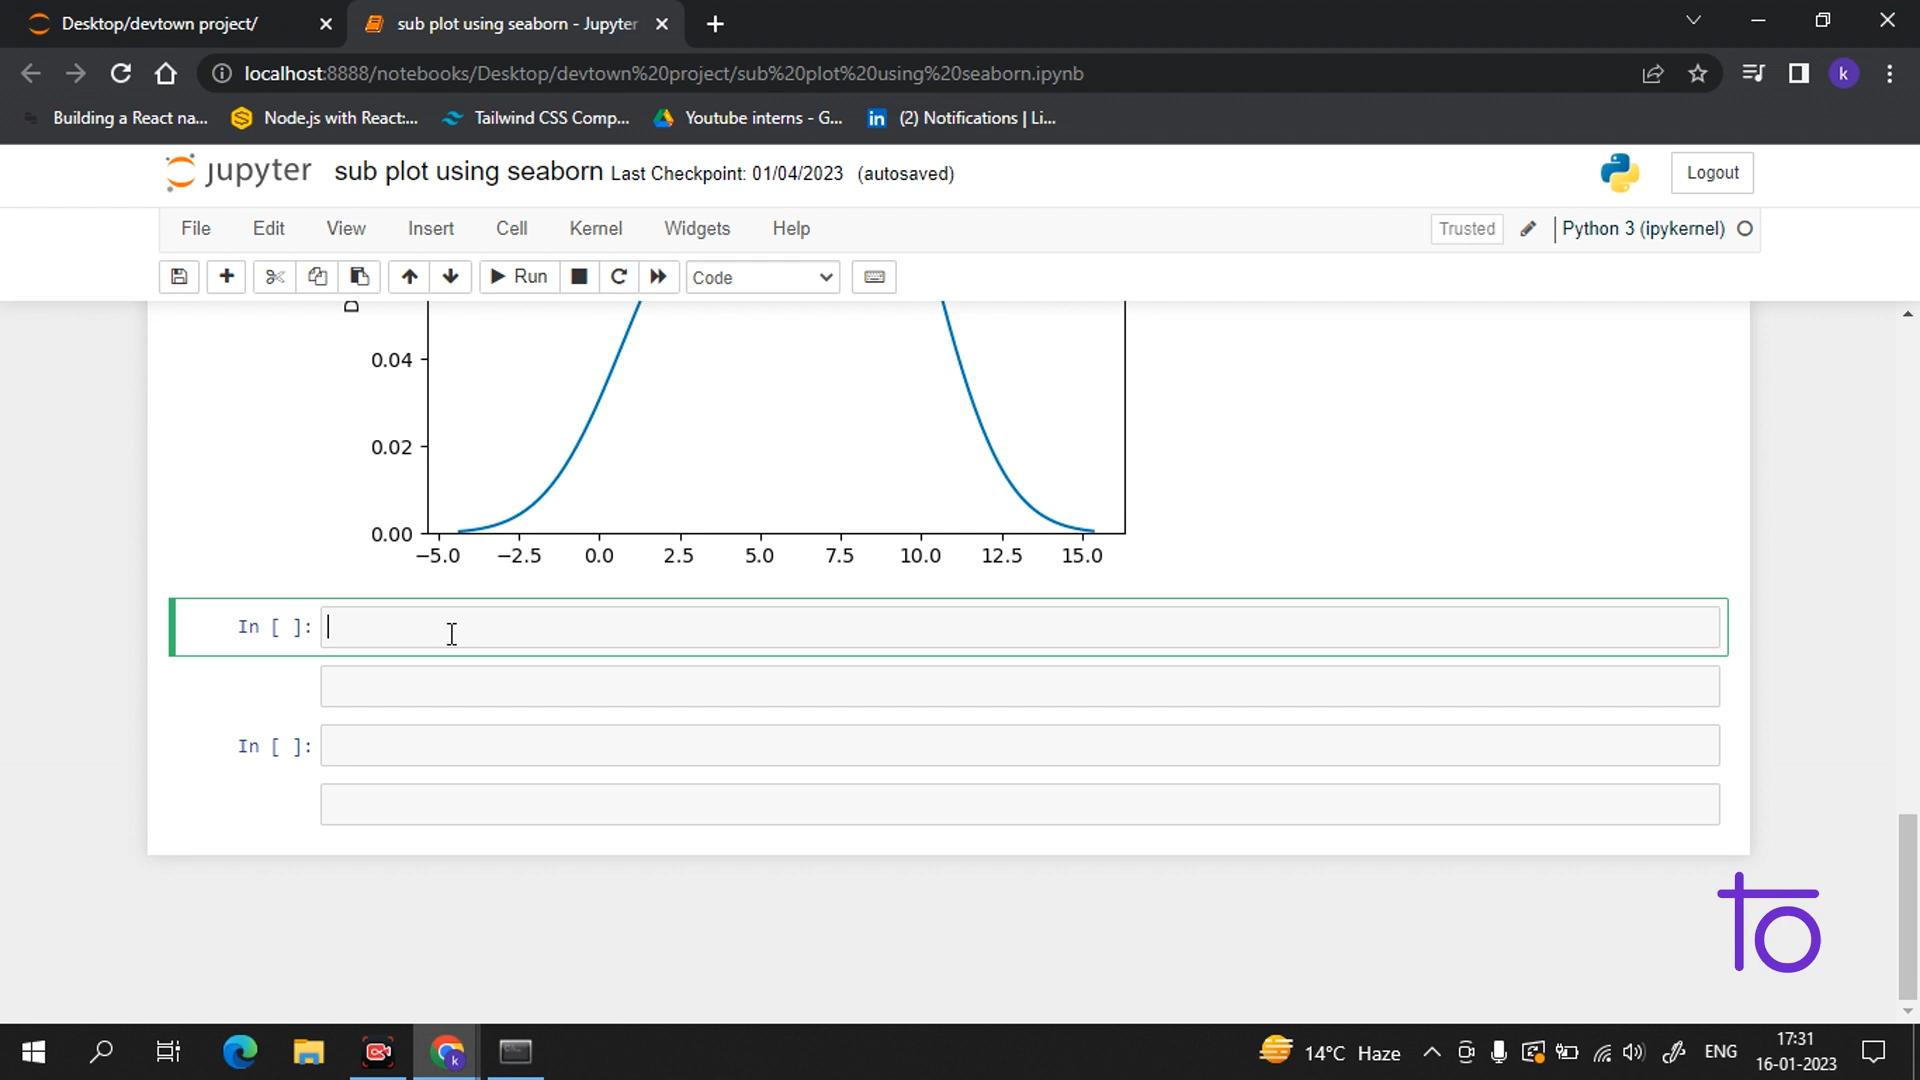 Desktop/devtown project/
sub plot using seaborn - Jupyter
localhost:8888/notebooks/Desktop/devtown%20project/sub%20plot%20using%20seaborn.ipynb
k
Building a React na...
Node.js with React:...
Tailwind CSS Comp...
Youtube interns - G...
in
(2) Notifications | Li...
jupyter
sub plot using seaborn Last Checkpoint: 01/04/2023 (autosaved)
Logout
File Edit View Insert Cell Kernel Widgets Help
Trusted
Python 3 (ipykernel)
Run
Code
0.04
0.02
0.00
−5.0 −2.5 0.0 2.5 5.0 7.5 10.0 12.5 15.0
In [ ]:
In [ ]:
to
k
14°C Haze
ENG
17:31
16-01-2023